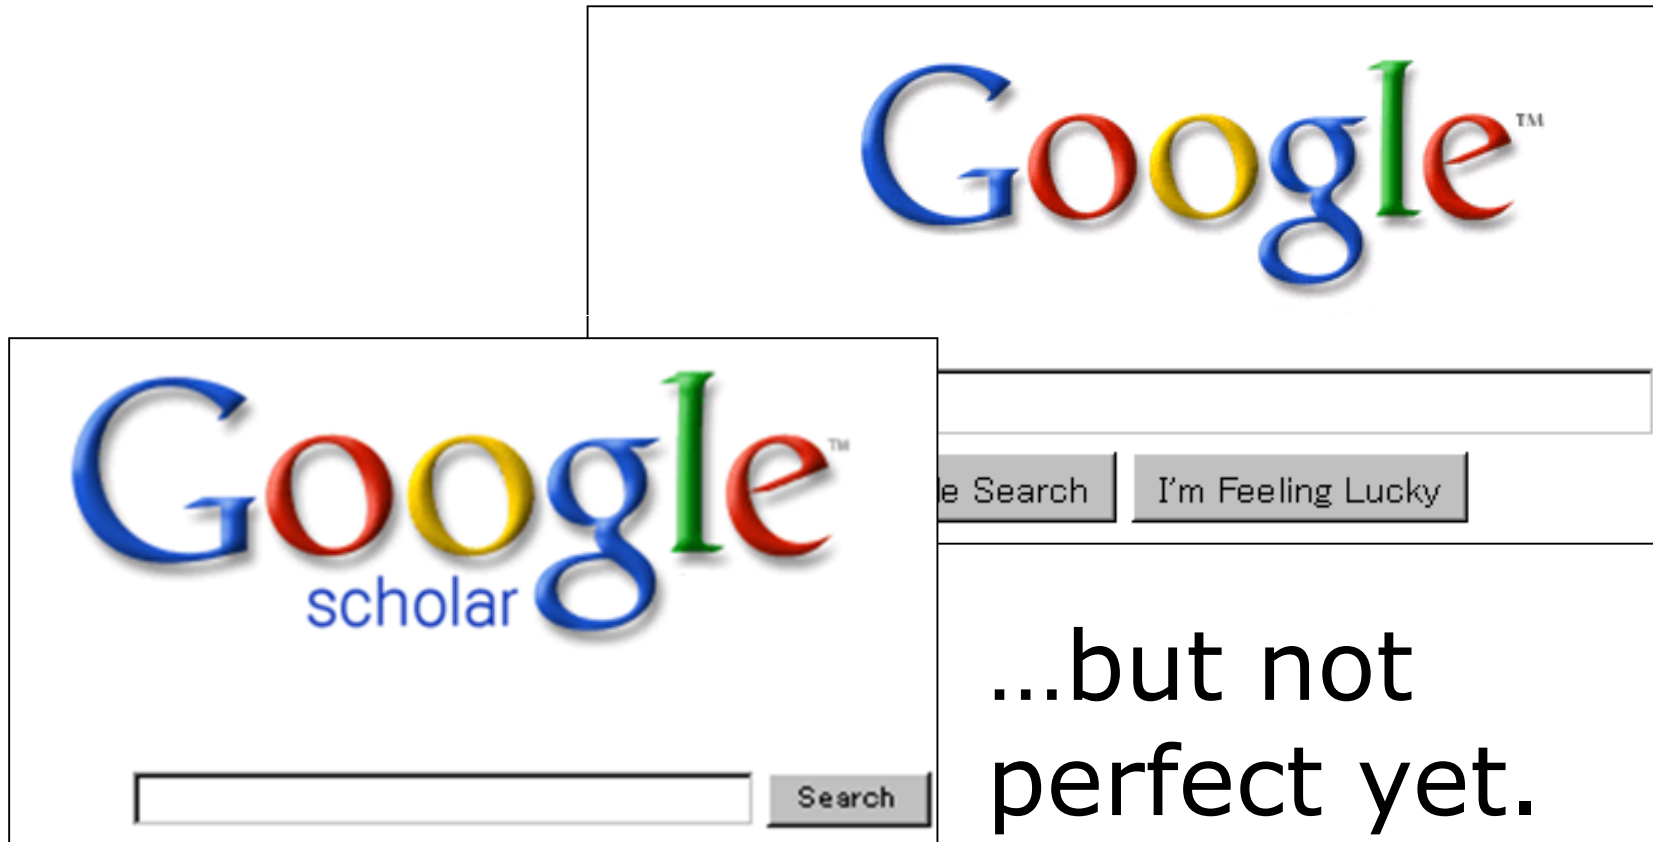 Google™
e Search
I'm Feeling Lucky
Google™
scholar
Search
...but not
perfect yet.